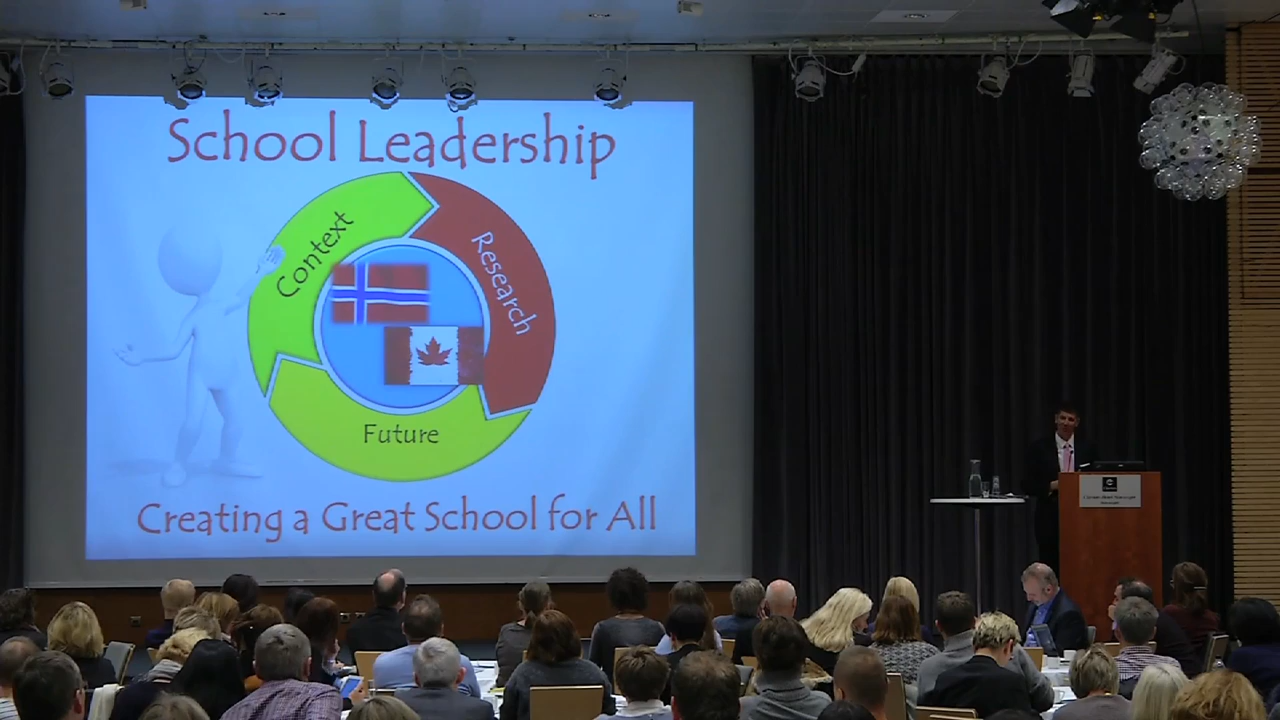 School Leadership
Context
Research
Future
Creating a Great School for All